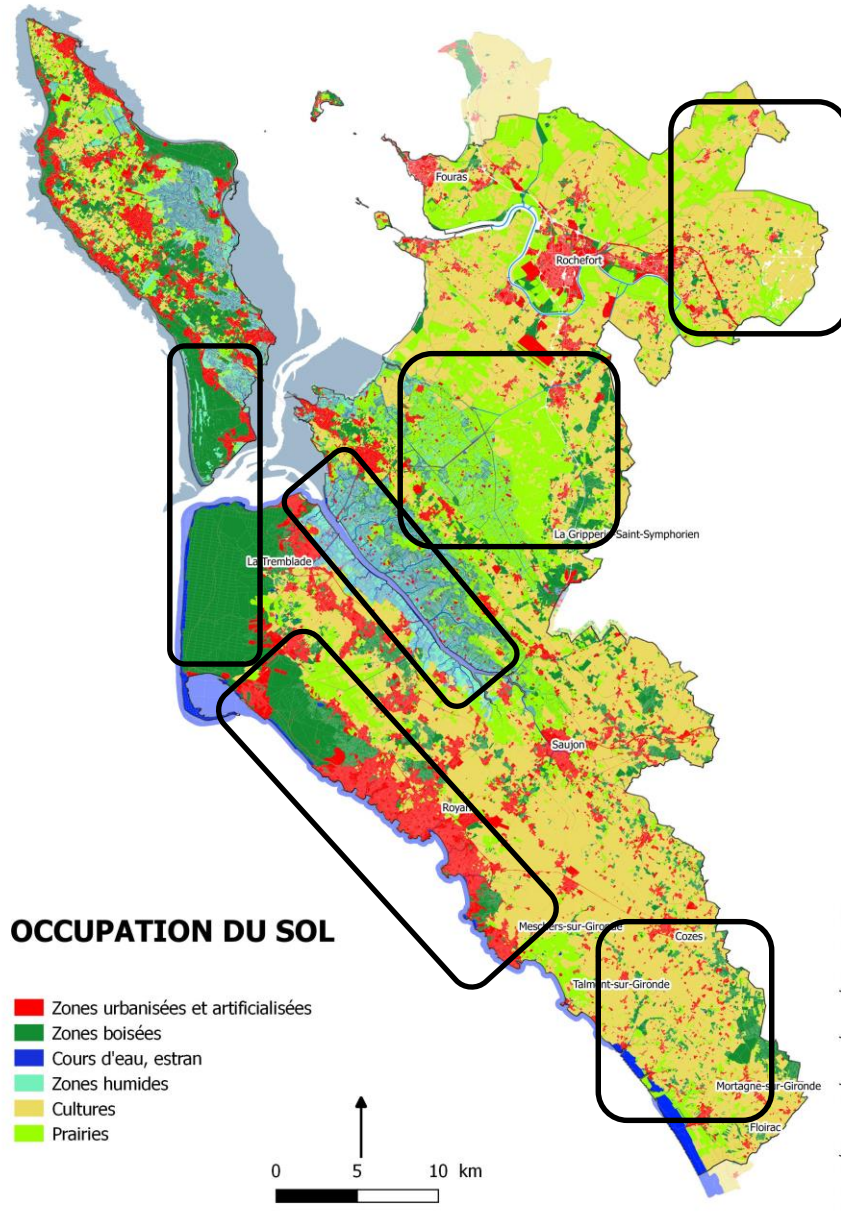 Fouras
Rochefort
La Gripperie-Saint-Symphorien
La Tremblade
Saujon
Royan
Meschers-sur-Gironde
Cozes
Talmont-sur-Gironde
Mortagne-sur-Gironde
Floirac
OCCUPATION DU SOL
Zones urbanisées et artificialisées
Zones boisées
Cours d'eau, estran
Zones humides
Cultures
Prairies
0 5 10 km